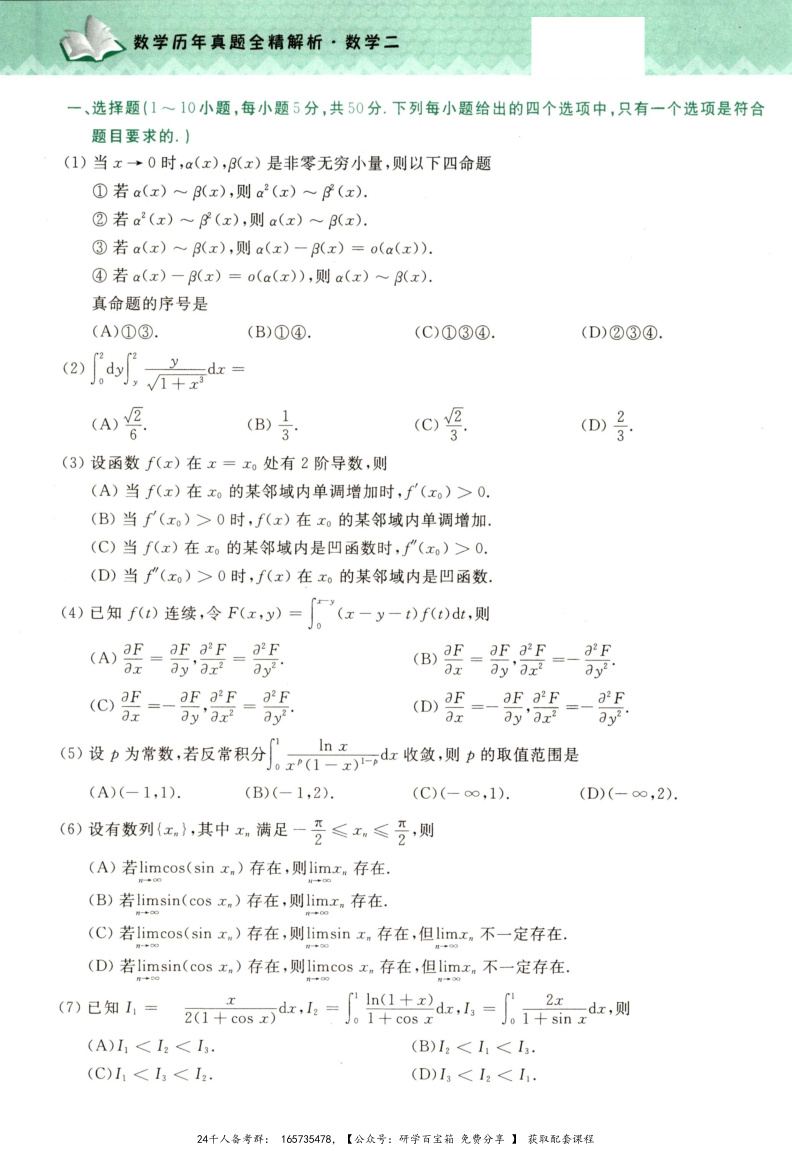 数学历年真题全精解析·数学二
一、选择题(1～10小题,每小题5分,共50分.下列每小题给出的四个选项中,只有一个选项是符合
题目要求的.)
(1) 当 x → 0 时,α(x),β(x) 是非零无穷小量,则以下四命题
① 若 α(x) ～ β(x),则 α²(x) ～ β²(x).
② 若 α²(x) ～ β²(x),则 α(x) ～ β(x).
③ 若 α(x) ～ β(x),则 α(x) － β(x) = o(α(x)).
④ 若 α(x) － β(x) = o(α(x)),则 α(x) ～ β(x).
真命题的序号是
(A)①③. (B)①④. (C)①③④. (D)②③④.
(2) ∫₀² dy ∫_y² y/√(1+x³) dx =
(A) √2/6. (B) 1/3. (C) √2/3. (D) 2/3.
(3) 设函数 f(x) 在 x = x₀ 处有 2 阶导数,则
(A) 当 f(x) 在 x₀ 的某邻域内单调增加时,f′(x₀) > 0.
(B) 当 f′(x₀) > 0 时,f(x) 在 x₀ 的某邻域内单调增加.
(C) 当 f(x) 在 x₀ 的某邻域内是凹函数时,f″(x₀) > 0.
(D) 当 f″(x₀) > 0 时,f(x) 在 x₀ 的某邻域内是凹函数.
(4) 已知 f(t) 连续,令 F(x,y) = ∫₀^(x−y) (x − y − t)f(t)dt,则
(A) ∂F/∂x = ∂F/∂y, ∂²F/∂x² = ∂²F/∂y². (B) ∂F/∂x = ∂F/∂y, ∂²F/∂x² = − ∂²F/∂y².
(C) ∂F/∂x = − ∂F/∂y, ∂²F/∂x² = ∂²F/∂y². (D) ∂F/∂x = − ∂F/∂y, ∂²F/∂x² = − ∂²F/∂y².
(5) 设 p 为常数,若反常积分 ∫₀¹ ln x/(x^p(1−x)^(1−p)) dx 收敛,则 p 的取值范围是
(A)(−1,1). (B)(−1,2). (C)(−∞,1). (D)(−∞,2).
(6) 设有数列{xₙ},其中 xₙ 满足 − π/2 ≤ xₙ ≤ π/2,则
(A) 若 lim(n→∞) cos(sin xₙ) 存在,则 lim(n→∞) xₙ 存在.
(B) 若 lim(n→∞) sin(cos xₙ) 存在,则 lim(n→∞) xₙ 存在.
(C) 若 lim(n→∞) cos(sin xₙ) 存在,则 lim(n→∞) sin xₙ 存在,但 lim(n→∞) xₙ 不一定存在.
(D) 若 lim(n→∞) sin(cos xₙ) 存在,则 lim(n→∞) cos xₙ 存在,但 lim(n→∞) xₙ 不一定存在.
(7) 已知 I₁ = x/(2(1+cos x)) dx, I₂ = ∫₀¹ ln(1+x)/(1+cos x) dx, I₃ = ∫₀¹ 2x/(1+sin x) dx,则
(A) I₁ < I₂ < I₃. (B) I₂ < I₁ < I₃.
(C) I₁ < I₃ < I₂. (D) I₃ < I₂ < I₁.
24千人备考群: 165735478, 【公众号: 研学百宝箱 免费分享 】 获取配套课程